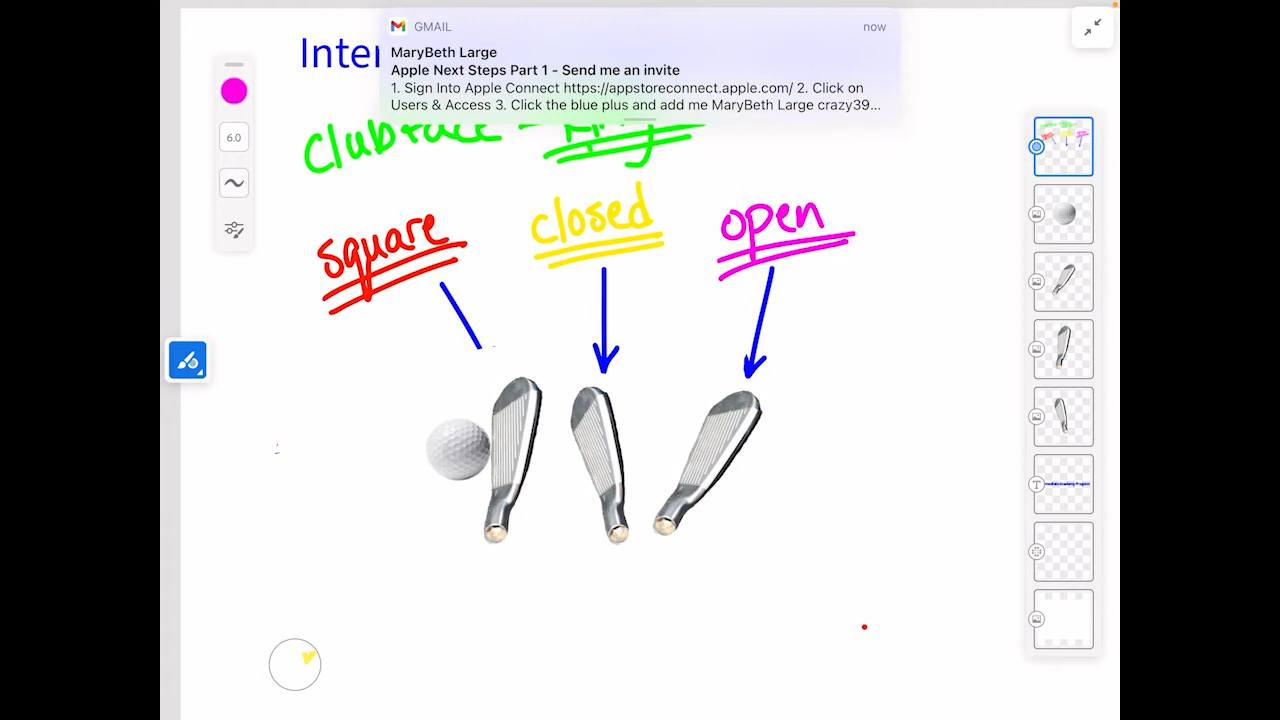 GMAIL
now
MaryBeth Large
Apple Next Steps Part 1 - Send me an invite
1. Sign Into Apple Connect https://appstoreconnect.apple.com/ 2. Click on
Users & Access 3. Click the blue plus and add me MaryBeth Large crazy39...
Inter
Clubface -
6.0
square
closed
open
T